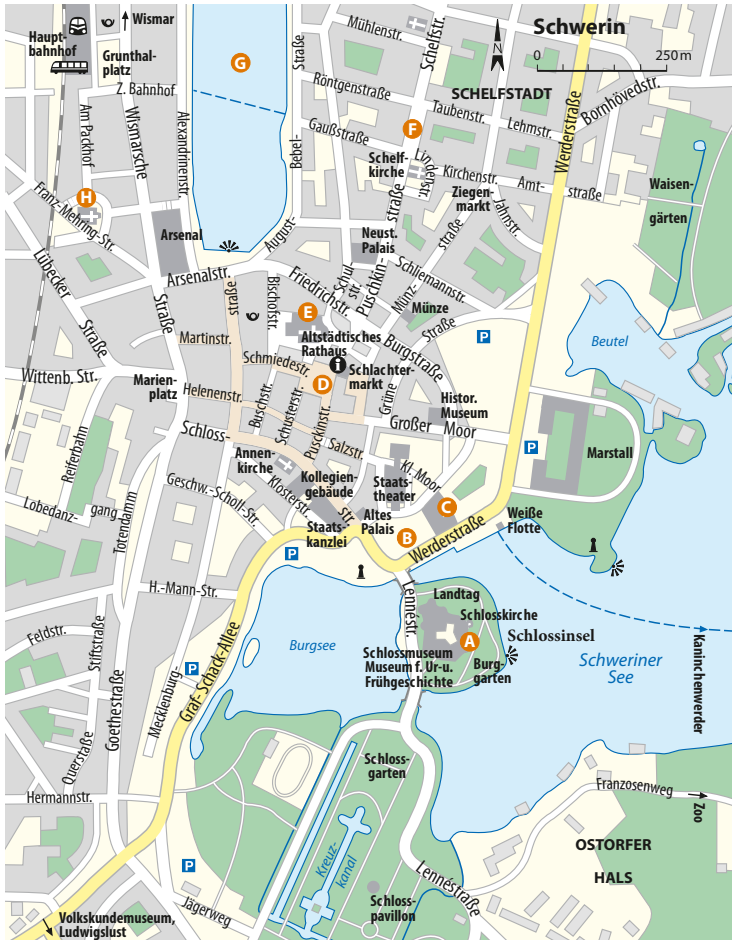 Schwerin
0 250 m
N
Wismar
Haupt-
bahnhof
Grunthal-
platz
Z. Bahnhof
Am Packhof
Wismarsche
Straße
Alexandrinenstr.
G
Straße
Bebel-
August-
Mühlenstr.
Schelfstr.
SCHELFSTADT
Röntgenstraße
Taubenstr.
Lehmstr.
Bornhövedstr.
Werderstraße
Gaußstraße
F
Schelf-
kirche
Lindenstr.
Kirchenstr.
Amt-
straße
Ziegen-
markt
Jahnstr.
Waisen-
gärten
H
Franz-Mehring-Str.
Arsenal
Neust.
Palais
straße
Puschkin-
straße
Münz-
Schliemannstr.
Lübecker
Straße
Arsenalstr.
Friedrichstr.
Schul-
str.
Bischofstr.
straße
E
Münze
Straße
Burgstraße
P
Beutel
Martinstr.
Altstädtisches
Rathaus
Schmiedestr.
i
Schlachter-
markt
D
Grüne
Wittenb. Str.
Marien-
platz
Helenenstr.
Buschstr.
Schusterstr.
Pusckinstr.
Histor.
Museum
Großer Moor
P
Marstall
Schloss-
Salzstr.
Reiferbahn
Annen-
kirche
Kollegien-
gebäude
Staats-
theater
Kl. Moor
C
Geschw.-Scholl-Str.
Klosterstr.
Str.
Staats-
kanzlei
Altes
Palais
B
Werderstraße
Weiße
Flotte
Lobedanz-
gang
Totendamm
P
H.-Mann-Str.
Lennéstr.
Landtag
Schlosskirche
A
Schlossinsel
Feldstr.
Stiftstraße
Burgsee
Schlossmuseum
Museum f. Ur- u.
Frühgeschichte
Burg-
garten
Schweriner
See
Kaninchenwerder
P
Graf-Schack-Allee
Mecklenburg-
Goethestraße
Querstraße
Hermannstr.
Schloss-
garten
Franzosenweg
Zoo
Kreuz-
kanal
OSTORFER
HALS
P
Lennéstraße
Schloss-
pavillon
Jägerweg
Volkskundemuseum,
Ludwigslust